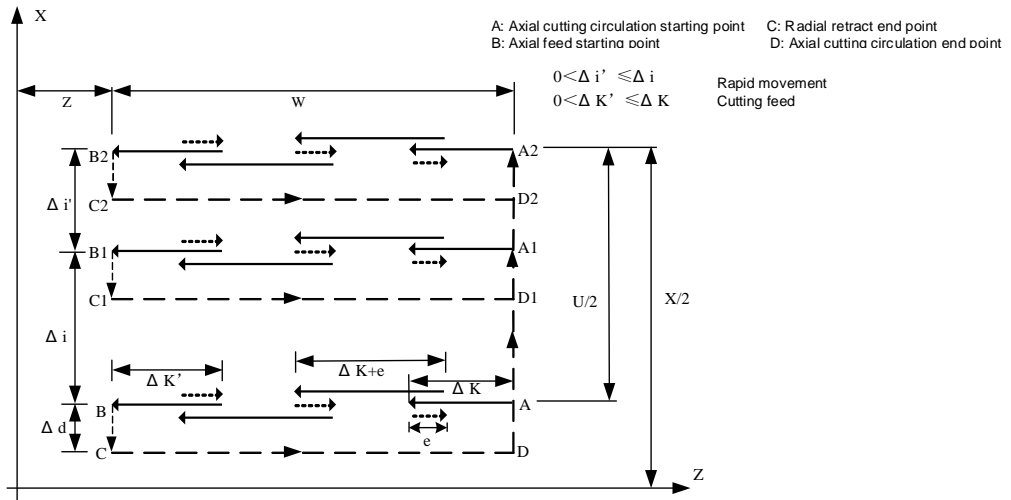 X
A: Axial cutting circulation starting point C: Radial retract end point
B: Axial feed starting point D: Axial cutting circulation end point
0<Δ i’ ≤Δ i Rapid movement
0<Δ K’ ≤Δ K Cutting feed
Z W
B2 A2
Δ i'
C2 D2
B1 A1
U/2 X/2
C1 D1
Δ i
Δ K’ Δ K+e Δ K
B A
Δ d
e
C D
Z